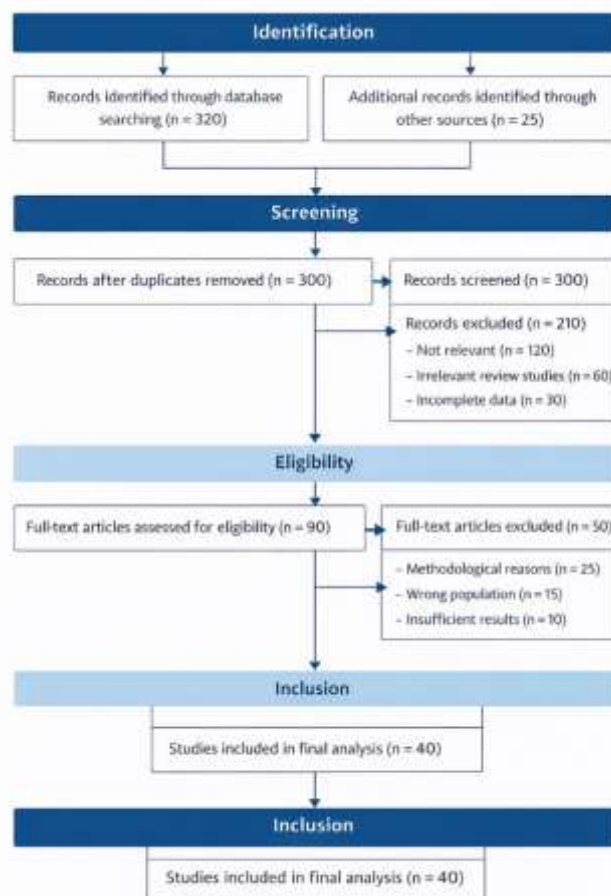 Identification
Records identified through database
searching (n = 320)
Additional records identified through
other sources (n = 25)
Screening
Records after duplicates removed (n = 300)
Records screened (n = 300)
Records excluded (n = 210)
– Not relevant (n = 120)
– Irrelevant review studies (n = 60)
– Incomplete data (n = 30)
Eligibility
Full-text articles assessed for eligibility (n – 90)
Full-text articles excluded (n = 50)
– Methodological reasons (n = 25)
– Wrong population (n = 15)
– Insufficient results (n = 10)
Inclusion
Studies included in final analysis (n = 40)
Inclusion
Studies included in final analysis (n = 40)